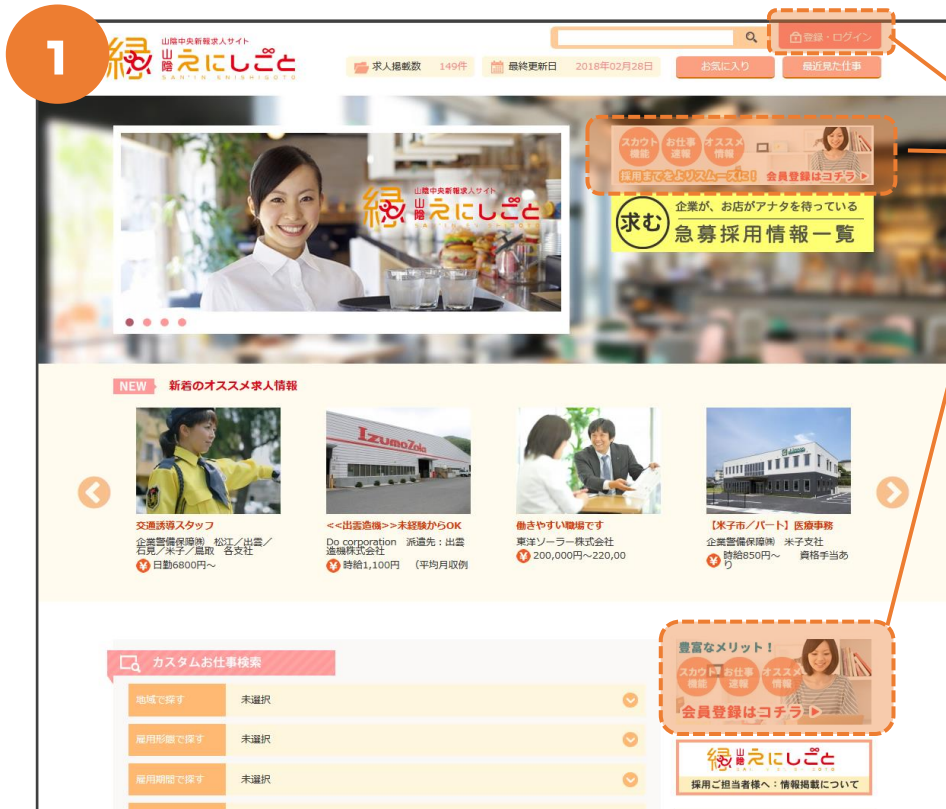 1
縁 山陰
山陰中央新報求人サイト
えにしごと
SAN'IN ENISHIGOTO
登録・ログイン
求人掲載数 149件 最終更新日 2018年02月28日 お気に入り 最近見た仕事
縁 山陰
山陰中央新報求人サイト
えにしごと
スカウト機能 お仕事速報 オススメ情報
採用までをよりスムーズに! 会員登録はコチラ
求む
企業が、お店がアナタを待っている
急募採用情報一覧
NEW 新着のオススメ求人情報
IzumoZoki
交通誘導スタッフ
企業警備保障㈱ 松江/出雲/
石見/米子/鳥取 各支社
日勤6800円~
<<出雲造機>>未経験からOK
Do corporation 派遣先:出雲
造機株式会社
時給1,100円 (平均月収例
働きやすい職場です
東洋ソーラー株式会社
200,000円~220,00
【米子市/パート】医療事務
企業警備保障㈱ 米子支社
時給850円~ 資格手当あ
り
カスタムお仕事検索
地域で探す 未選択
雇用形態で探す 未選択
雇用期間で探す 未選択
豊富なメリット!
スカウト機能 お仕事速報 オススメ情報
会員登録はコチラ
縁 山陰 えにしごと
採用ご担当者様へ:情報掲載について